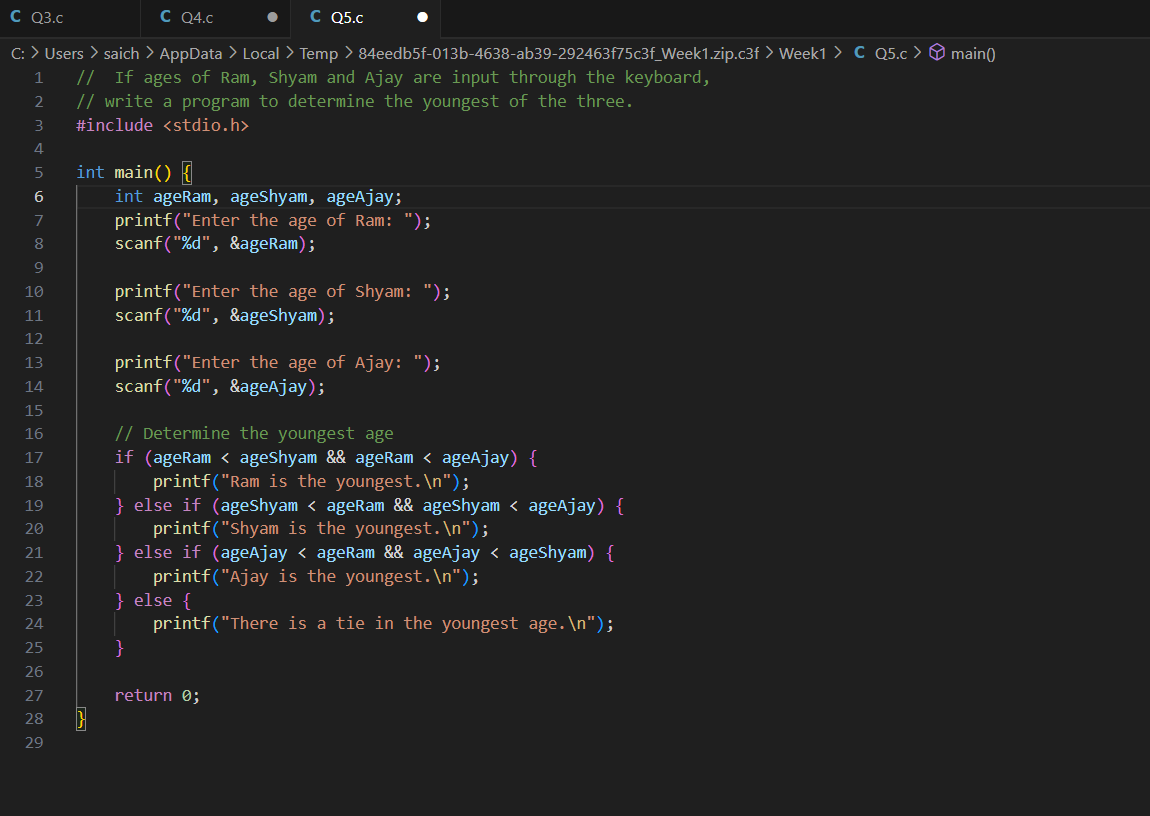 C Q3.c C Q4.c ● C Q5.c ●
C: > Users > saich > AppData > Local > Temp > 84eedb5f-013b-4638-ab39-292463f75c3f_Week1.zip.c3f > Week1 > C Q5.c > main()
1 //  If ages of Ram, Shyam and Ajay are input through the keyboard,
2 // write a program to determine the youngest of the three.
3 #include <stdio.h>
4
5 int main() {
6     int ageRam, ageShyam, ageAjay;
7     printf("Enter the age of Ram: ");
8     scanf("%d", &ageRam);
9
10     printf("Enter the age of Shyam: ");
11     scanf("%d", &ageShyam);
12
13     printf("Enter the age of Ajay: ");
14     scanf("%d", &ageAjay);
15
16     // Determine the youngest age
17     if (ageRam < ageShyam && ageRam < ageAjay) {
18         printf("Ram is the youngest.\n");
19     } else if (ageShyam < ageRam && ageShyam < ageAjay) {
20         printf("Shyam is the youngest.\n");
21     } else if (ageAjay < ageRam && ageAjay < ageShyam) {
22         printf("Ajay is the youngest.\n");
23     } else {
24         printf("There is a tie in the youngest age.\n");
25     }
26
27     return 0;
28 }
29